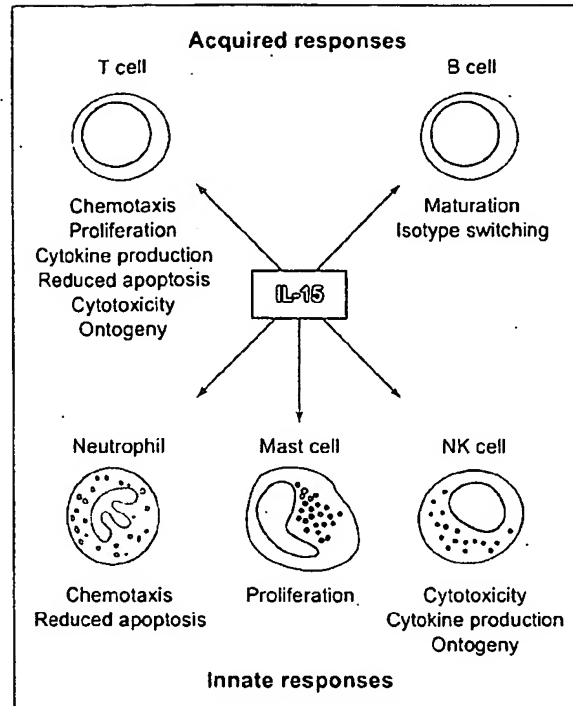 Acquired responses
T cell
Chemotaxis
Proliferation
Cytokine production
Reduced apoptosis
Cytotoxicity
Ontogeny
B cell
Maturation
Isotype switching
IL-15
Neutrophil
Chemotaxis
Reduced apoptosis
Mast cell
Proliferation
NK cell
Cytotoxicity
Cytokine production
Ontogeny
Innate responses